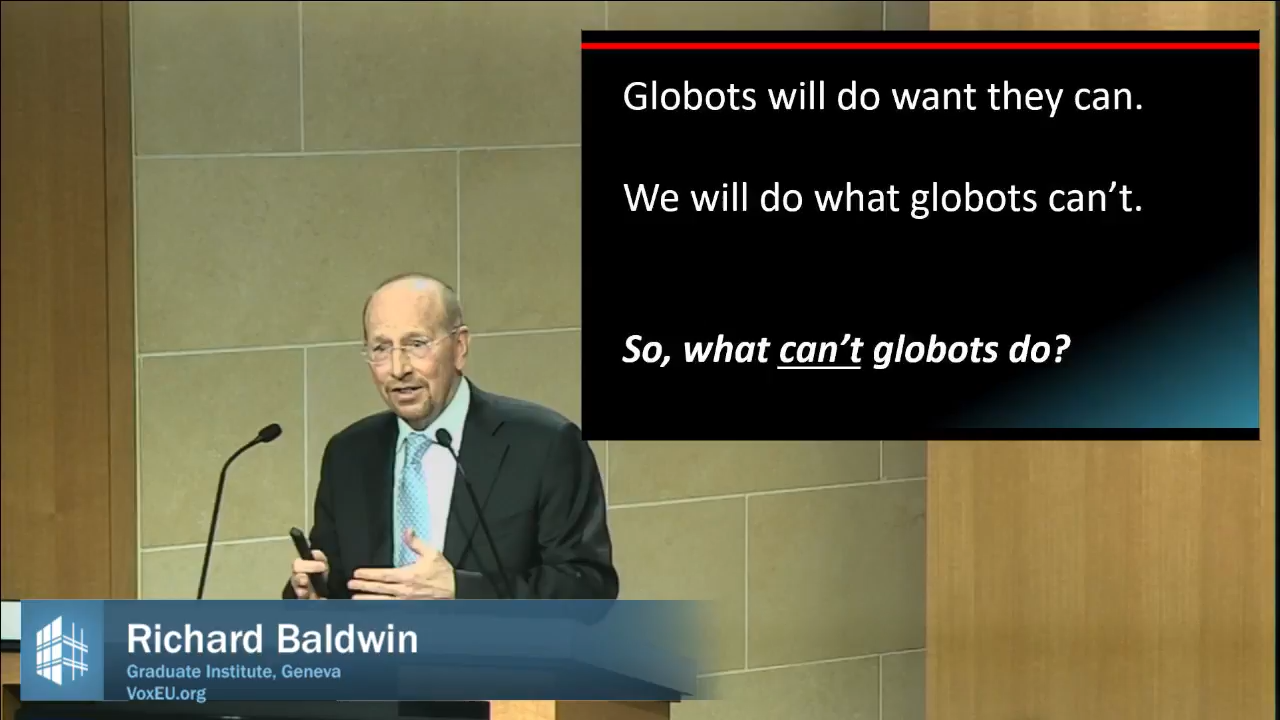 Globots will do want they can.
We will do what globots can't.
So, what can't globots do?
Richard Baldwin
Graduate Institute, Geneva
VoxEU.org